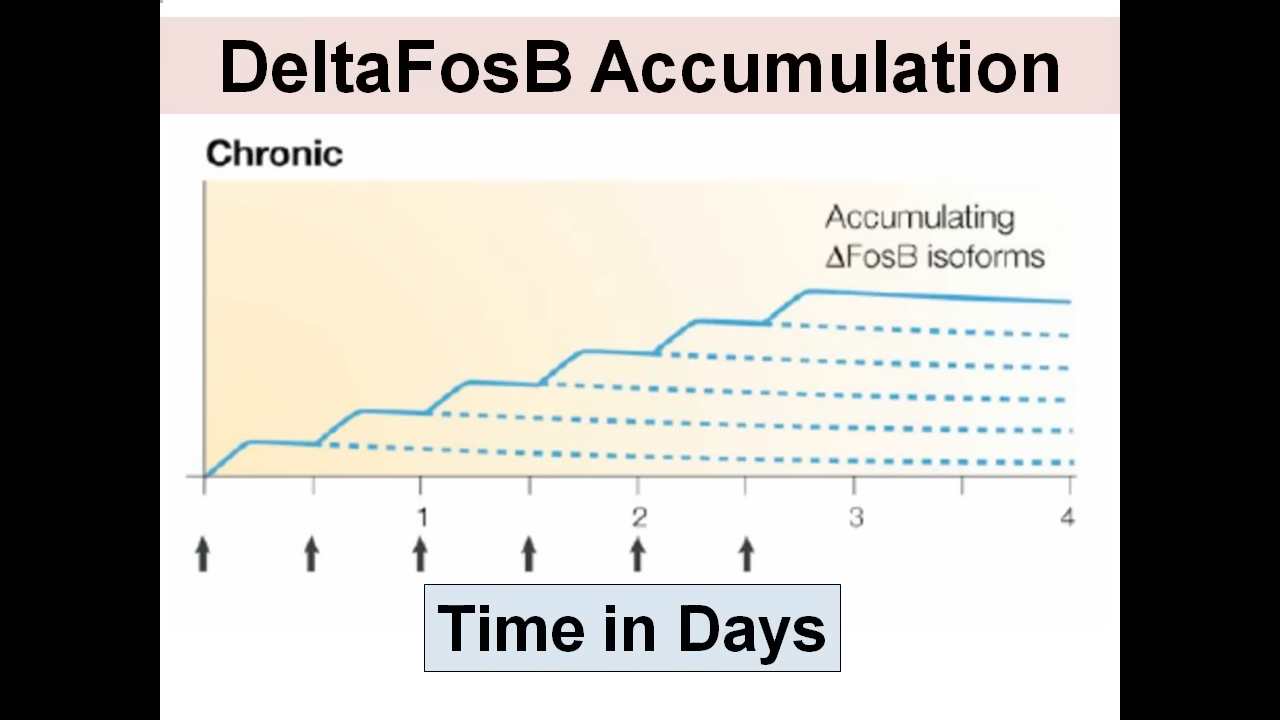 DeltaFosB Accumulation
Chronic
Accumulating
ΔFosB isoforms
1 2 3 4
Time in Days